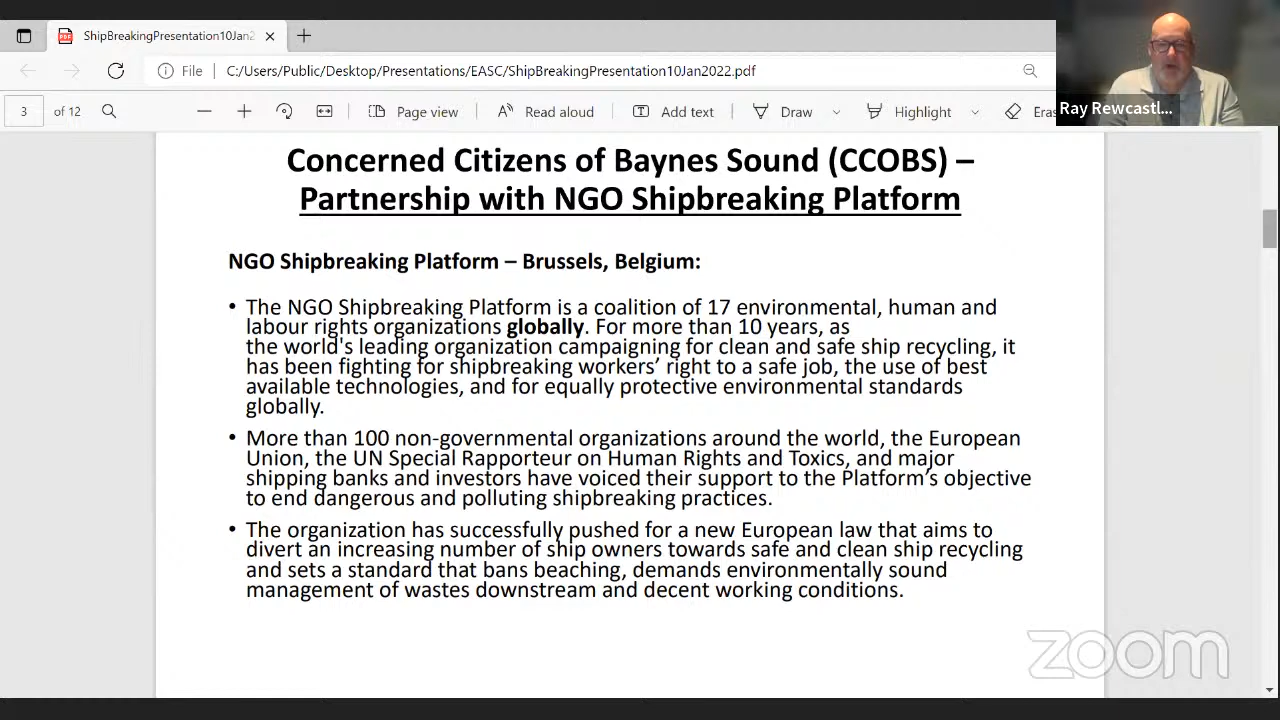 ShipBreakingPresentation10Jan2
File
C:/Users/Public/Desktop/Presentations/EASC/ShipBreakingPresentation10Jan2022.pdf
3 of 12
Page view
Read aloud
Add text
Draw
Highlight
Eras
Ray Rewcastl...
Concerned Citizens of Baynes Sound (CCOBS) –
Partnership with NGO Shipbreaking Platform
NGO Shipbreaking Platform – Brussels, Belgium:
• The NGO Shipbreaking Platform is a coalition of 17 environmental, human and
labour rights organizations globally. For more than 10 years, as
the world's leading organization campaigning for clean and safe ship recycling, it
has been fighting for shipbreaking workers’ right to a safe job, the use of best
available technologies, and for equally protective environmental standards
globally.
• More than 100 non-governmental organizations around the world, the European
Union, the UN Special Rapporteur on Human Rights and Toxics, and major
shipping banks and investors have voiced their support to the Platform’s objective
to end dangerous and polluting shipbreaking practices.
• The organization has successfully pushed for a new European law that aims to
divert an increasing number of ship owners towards safe and clean ship recycling
and sets a standard that bans beaching, demands environmentally sound
management of wastes downstream and decent working conditions.
zoom